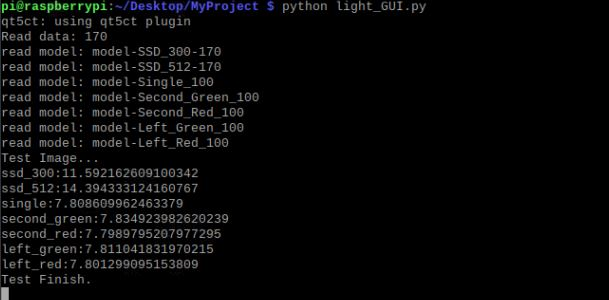 pi@raspberrypi:~/Desktop/MyProject $ python light_GUI.py
qt5ct: using qt5ct plugin
Read data: 170
read model: model-SSD_300-170
read model: model-SSD_512-170
read model: model-Single_100
read model: model-Second_Green_100
read model: model-Second_Red_100
read model: model-Left_Green_100
read model: model-Left_Red_100
Test Image...
ssd_300:11.592162609100342
ssd_512:14.394333124160767
single:7.808609962463379
second_green:7.834923982620239
second_red:7.7989795207977295
left_green:7.811041831970215
left_red:7.801299095153809
Test Finish.